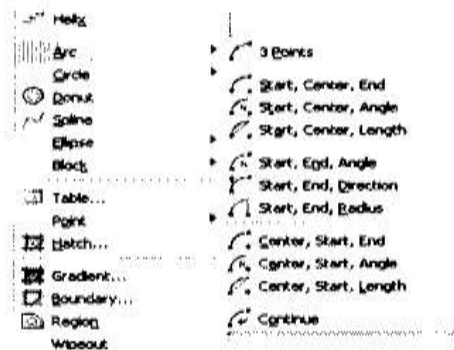 Helix
Arc
Circle
Donut
Spline
Ellipse
Block
Table...
Point
Hatch...
Gradient...
Boundary...
Region
Wipeout
3 Points
Start, Center, End
Start, Center, Angle
Start, Center, Length
Start, End, Angle
Start, End, Direction
Start, End, Radius
Center, Start, End
Center, Start, Angle
Center, Start, Length
Continue